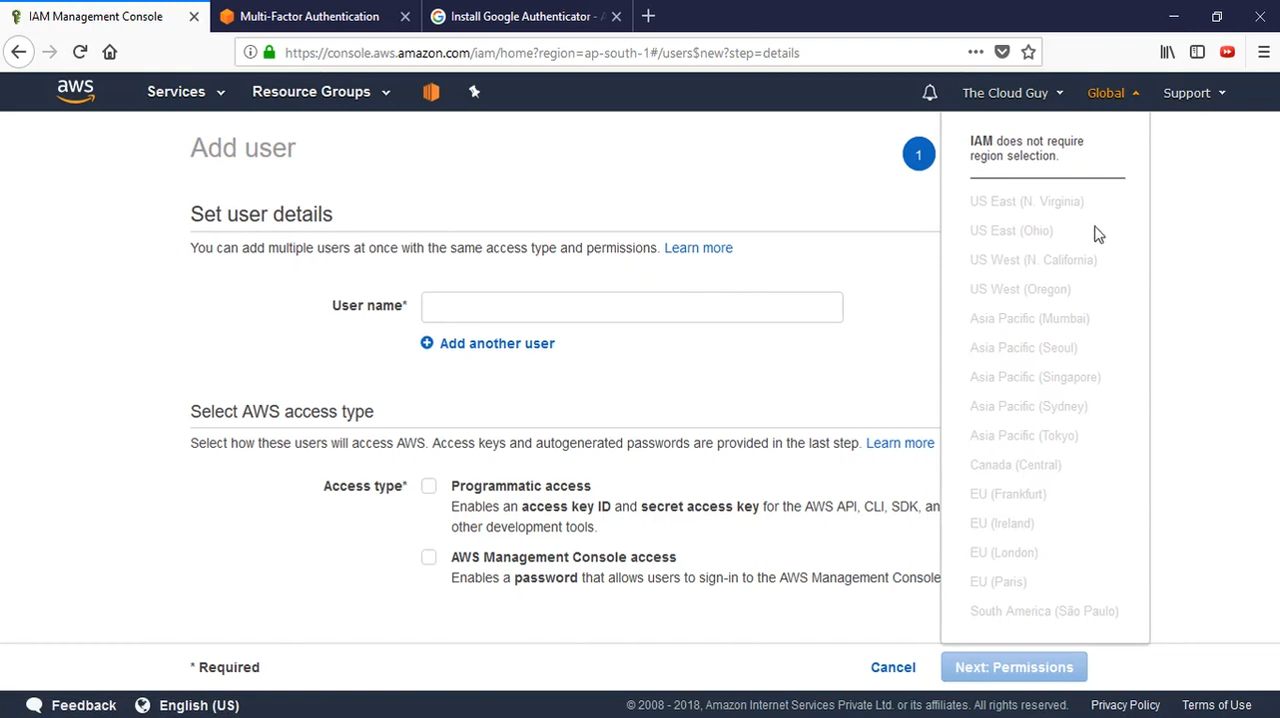 IAM Management Console
Multi-Factor Authentication
Install Google Authenticator -
https://console.aws.amazon.com/iam/home?region=ap-south-1#/users$new?step=details
aws
Services
Resource Groups
The Cloud Guy
Global
Support
Add user
1
IAM does not require
region selection.
US East (N. Virginia)
US East (Ohio)
US West (N. California)
US West (Oregon)
Asia Pacific (Mumbai)
Asia Pacific (Seoul)
Asia Pacific (Singapore)
Asia Pacific (Sydney)
Asia Pacific (Tokyo)
Canada (Central)
EU (Frankfurt)
EU (Ireland)
EU (London)
EU (Paris)
South America (São Paulo)
Set user details
You can add multiple users at once with the same access type and permissions. Learn more
User name*
Add another user
Select AWS access type
Select how these users will access AWS. Access keys and autogenerated passwords are provided in the last step. Learn more
Access type*
Programmatic access
Enables an access key ID and secret access key for the AWS API, CLI, SDK, an
other development tools.
AWS Management Console access
Enables a password that allows users to sign-in to the AWS Management Console
* Required
Cancel
Next: Permissions
Feedback
English (US)
© 2008 - 2018, Amazon Internet Services Private Ltd. or its affiliates. All rights reserved.
Privacy Policy
Terms of Use